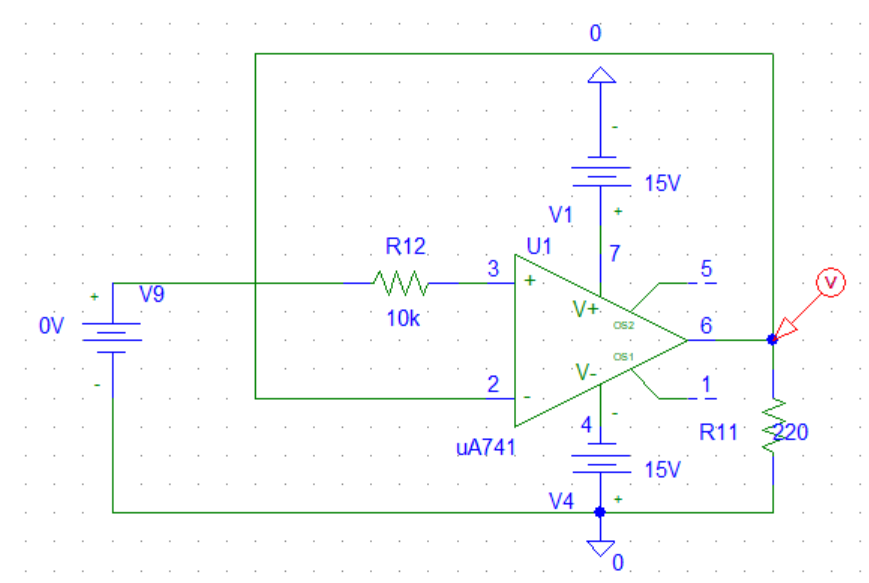 0
-
15V
V1
+
R12
U1
7
3
5
+
V
+
V9
10k
V+
OS2
6
0V
OS1
-
V-
2
1
-
-
4
R11
220
uA741
15V
V4
+
0